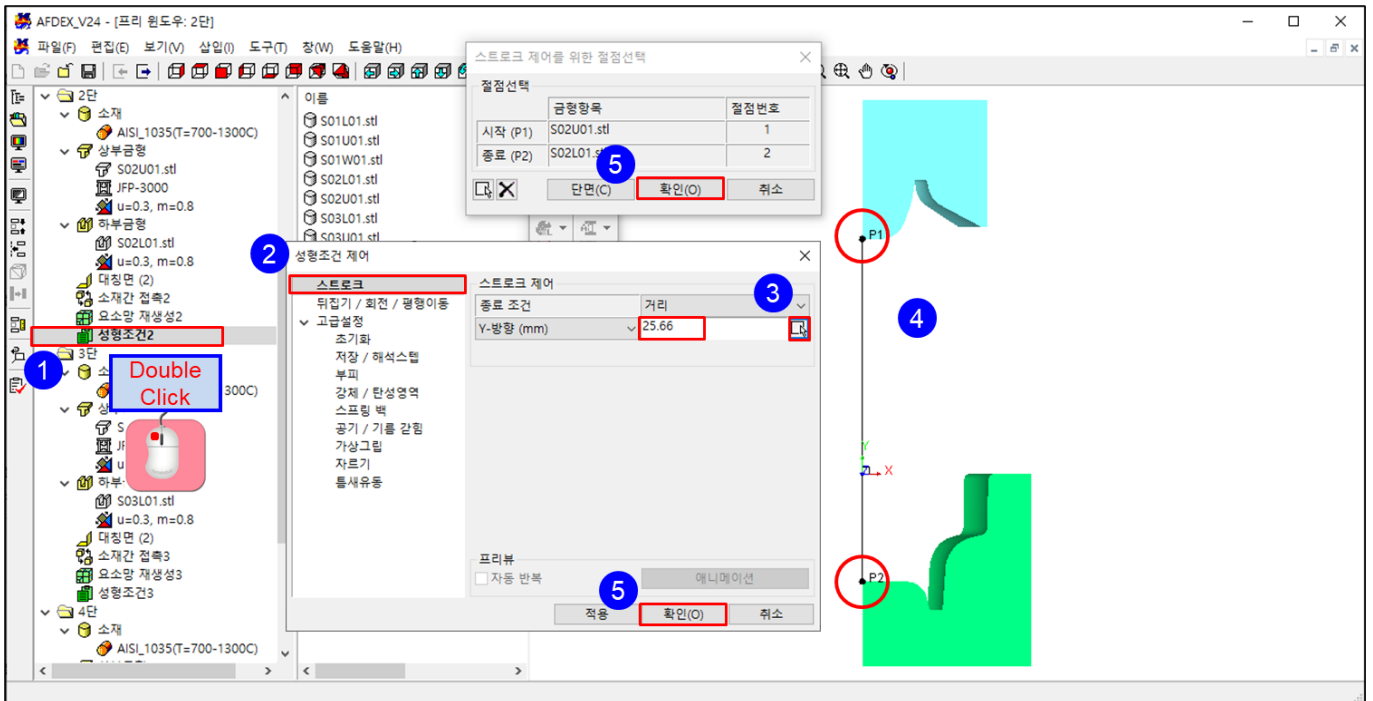 AFDEX_V24 - [프리 윈도우: 2단]
파일(F) 편집(E) 보기(V) 삽입(I) 도구(T) 창(W) 도움말(H)
2단
소재
AISI_1035(T=700-1300C)
상부금형
S02U01.stl
JFP-3000
u=0.3, m=0.8
하부금형
S02L01.stl
u=0.3, m=0.8
대칭면 (2)
소재간 접촉2
요소망 재생성2
성형조건2
1
3단
Double
Click
300C)
하부
S03L01.stl
u=0.3, m=0.8
대칭면 (2)
소재간 접촉3
요소망 재생성3
성형조건3
4단
소재
AISI_1035(T=700-1300C)
이름
S01L01.stl
S01U01.stl
S01W01.stl
S02L01.stl
S02U01.stl
S03L01.stl
S03U01.stl
스트로크 제어를 위한 절점선택
절점선택
금형항목 절점번호
시작 (P1) S02U01.stl 1
종료 (P2) S02L01.s 2
5
단면(C) 확인(O) 취소
2
성형조건 제어
스트로크
뒤집기 / 회전 / 평행이동
고급설정
초기화
저장 / 해석스텝
부피
강체 / 탄성영역
스프링 백
공기 / 기름 갇힘
가상그립
자르기
틈새유동
스트로크 제어
3
종료 조건 거리
Y-방향 (mm) 25.66
프리뷰
자동 반복 애니메이션
5
적용 확인(O) 취소
P1
4
Y
Z X
P2